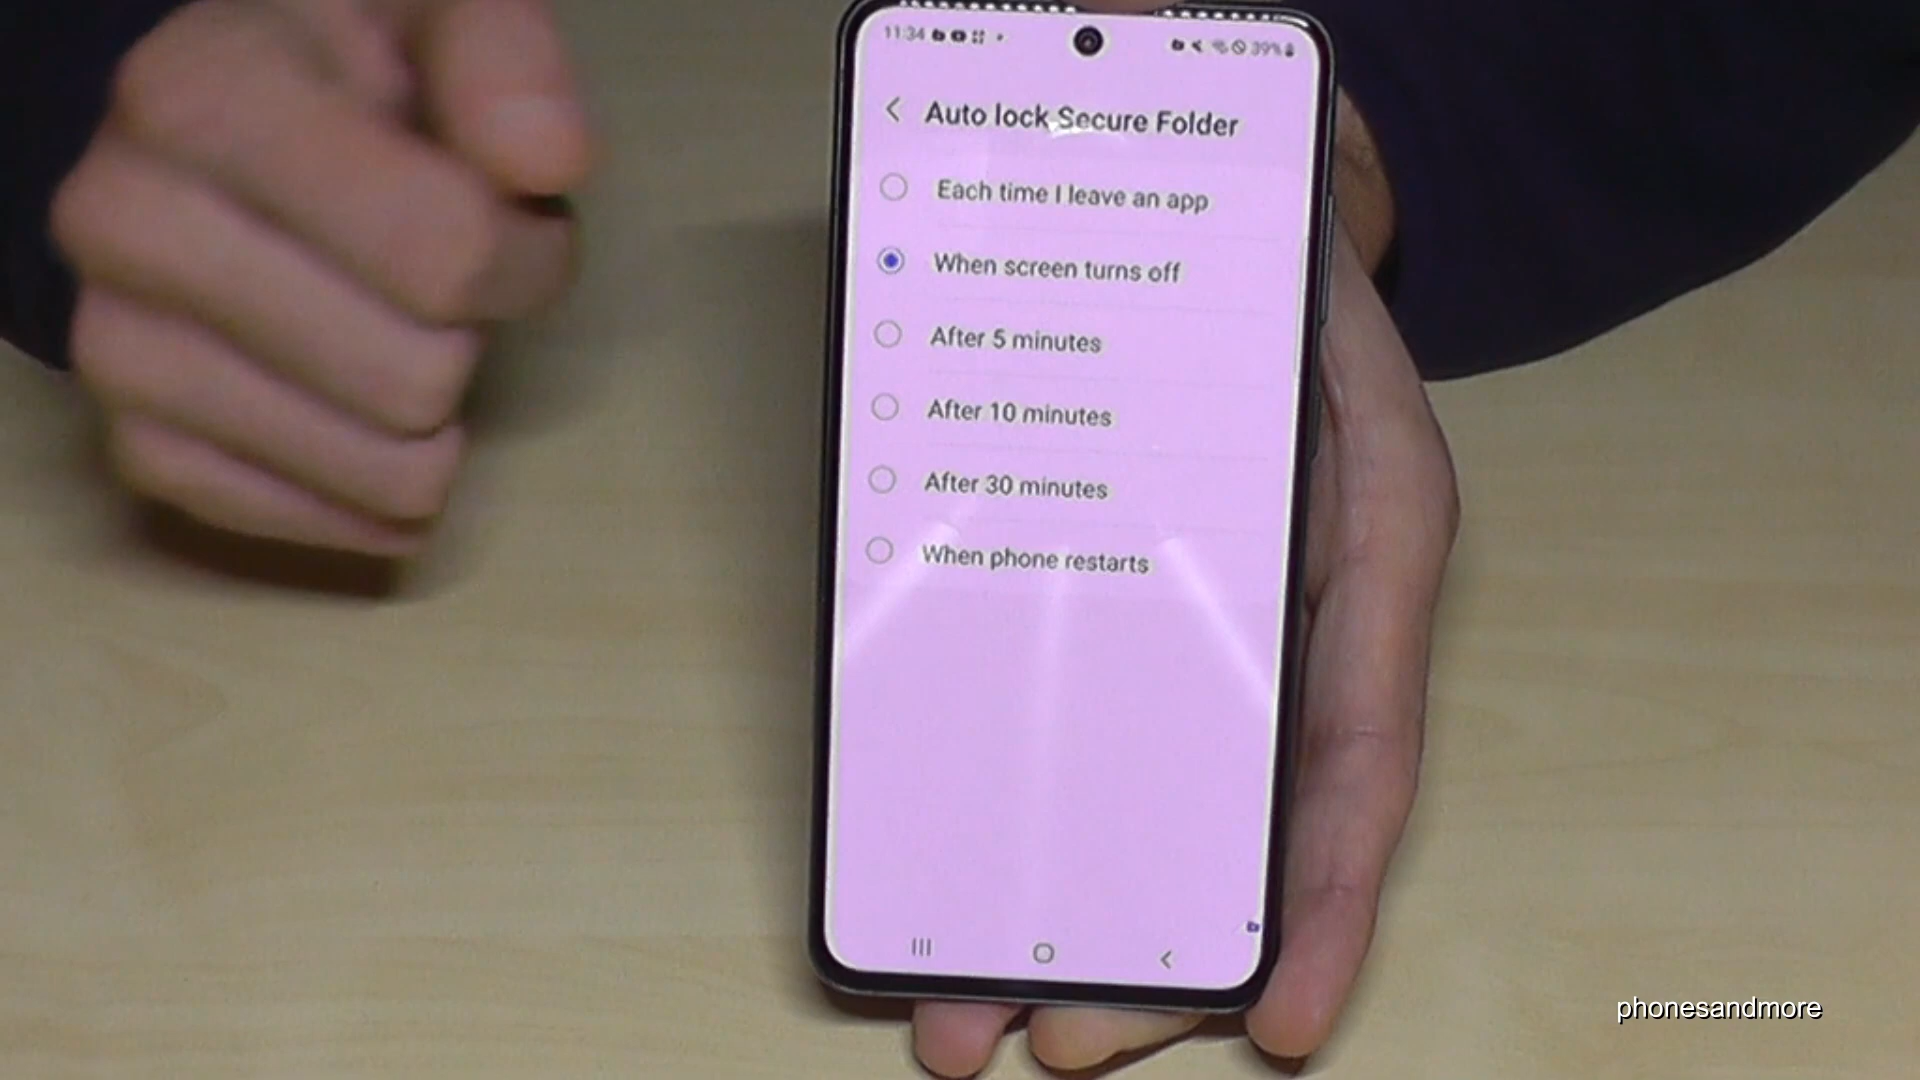 11:34
39%
Auto lock Secure Folder
Each time I leave an app
When screen turns off
After 5 minutes
After 10 minutes
After 30 minutes
When phone restarts
phonesandmore